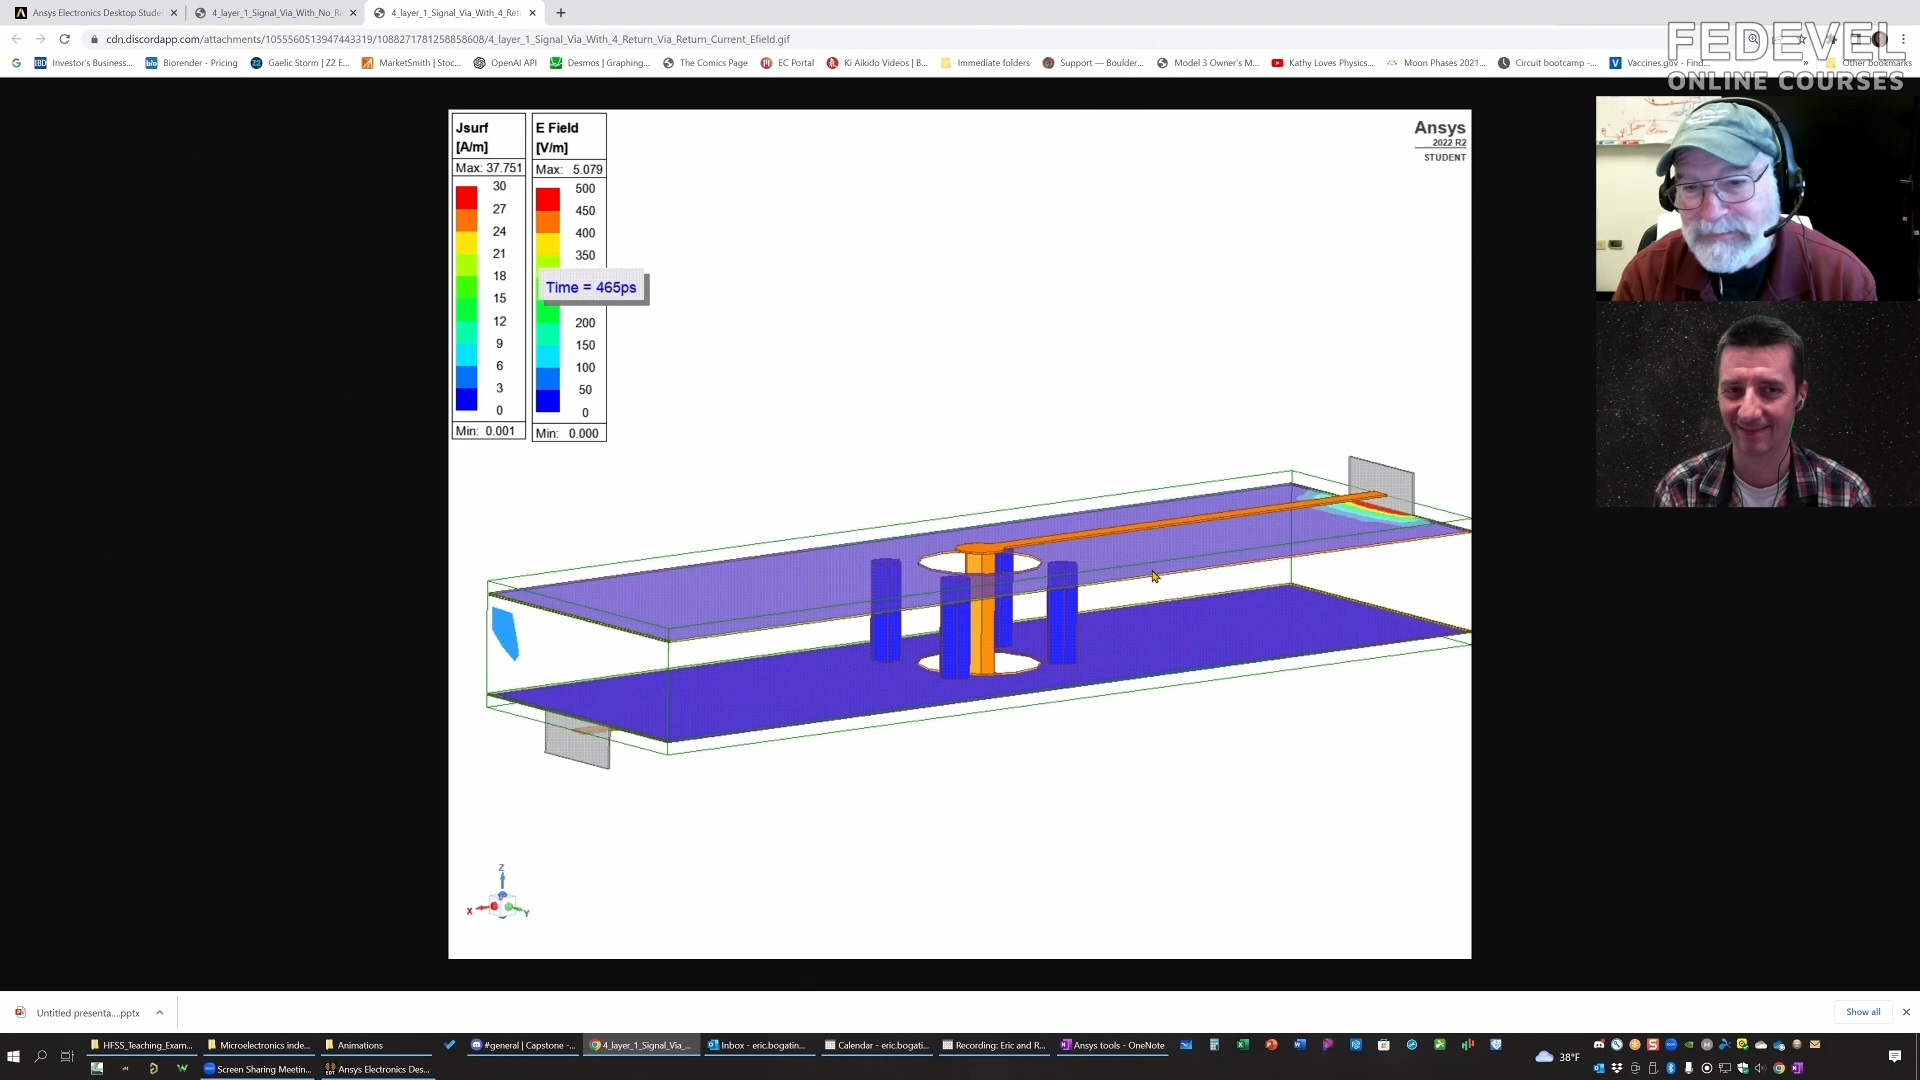 Ansys Electronics Desktop Stude
4_layer_1_Signal_Via_With_No_Re
4_layer_1_Signal_Via_With_4_Ret
cdn.discordapp.com/attachments/1055560513947443319/1088271781258858608/4_layer_1_Signal_Via_With_4_Return_Via_Return_Current_Efield.gif
FEDEVEL
ONLINE COURSES
Investor's Business...
Biorender - Pricing
Gaelic Storm | Z2 E...
MarketSmith | Stoc...
OpenAI API
Desmos | Graphing...
The Comics Page
EC Portal
Ki Aikido Videos | B...
Immediate folders
Support — Boulder...
Model 3 Owner's M...
Kathy Loves Physics...
Moon Phases 2021...
Circuit bootcamp -...
Vaccines.gov - Find...
Other bookmarks
Jsurf
[A/m]
Max: 37.751
30
27
24
21
18
15
12
9
6
3
0
Min: 0.001
E Field
[V/m]
Max: 5.079
500
450
400
350
200
150
100
50
0
Min: 0.000
Time = 465ps
Ansys
2022 R2
STUDENT
Z
X
Y
Untitled presenta....pptx
Show all
HFSS_Teaching_Exam...
Microelectronics inde...
Animations
#general | Capstone -...
4_layer_1_Signal_Via_...
Inbox - eric.bogatin...
Calendar - eric.bogati...
Recording: Eric and R...
Ansys tools - OneNote
38°F
Screen Sharing Meetin...
Ansys Electronics Des...